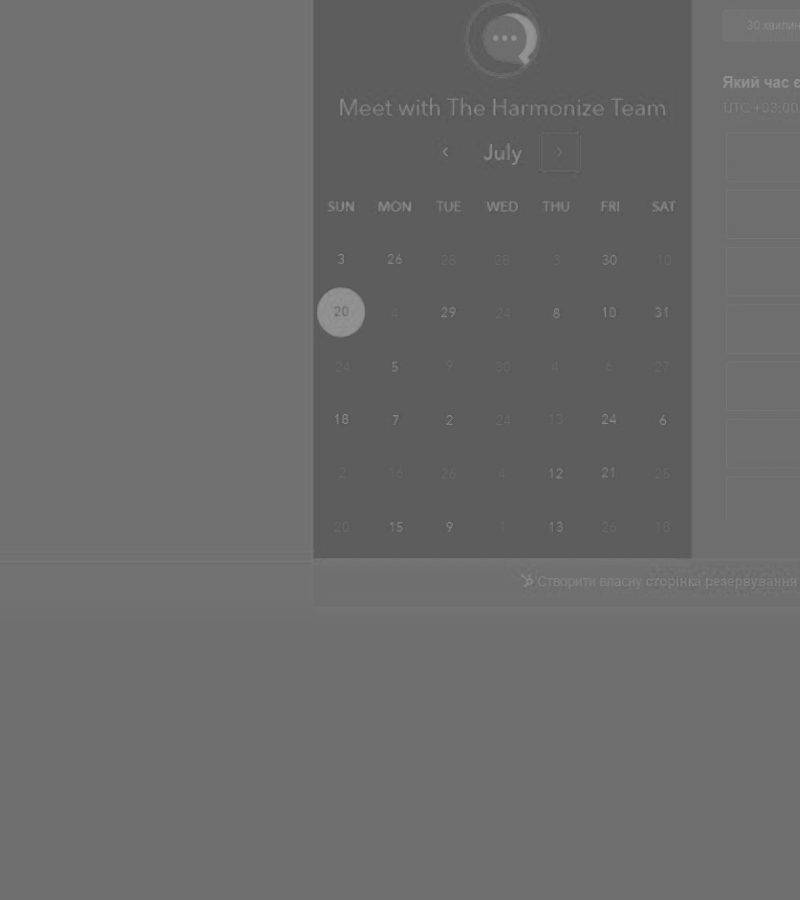 30 хвилин
Meet with The Harmonize Team
Який час є
UTC +03:00
July
SUN MON TUE WED THU FRI SAT
3 26 28 28 3 30 10
20 4 29 24 8 10 31
24 5 9 30 4 6 27
18 7 2 24 13 24 6
2 16 26 4 12 21 25
20 15 9 1 13 26 18
Створити власну сторінка резервування